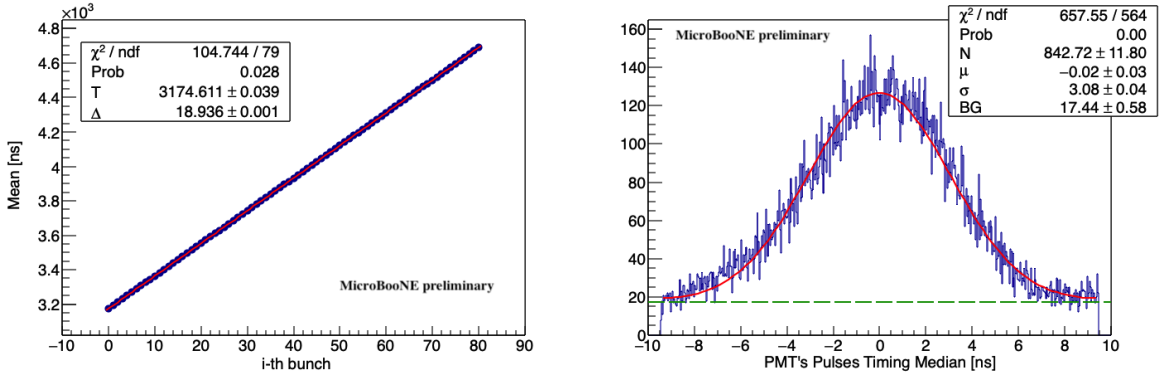 ×10³
4.8
4.6
4.4
4.2
4
3.8
3.6
3.4
3.2
Mean [ns]
χ² / ndf 104.744 / 79
Prob 0.028
T 3174.611 ± 0.039
Δ 18.936 ± 0.001
MicroBooNE preliminary
−10 0 10 20 30 40 50 60 70 80 90
i-th bunch
160
140
120
100
80
60
40
20
0
MicroBooNE preliminary
χ² / ndf 657.55 / 564
Prob 0.00
N 842.72 ± 11.80
μ −0.02 ± 0.03
σ 3.08 ± 0.04
BG 17.44 ± 0.58
−10 −8 −6 −4 −2 0 2 4 6 8 10
PMT's Pulses Timing Median [ns]